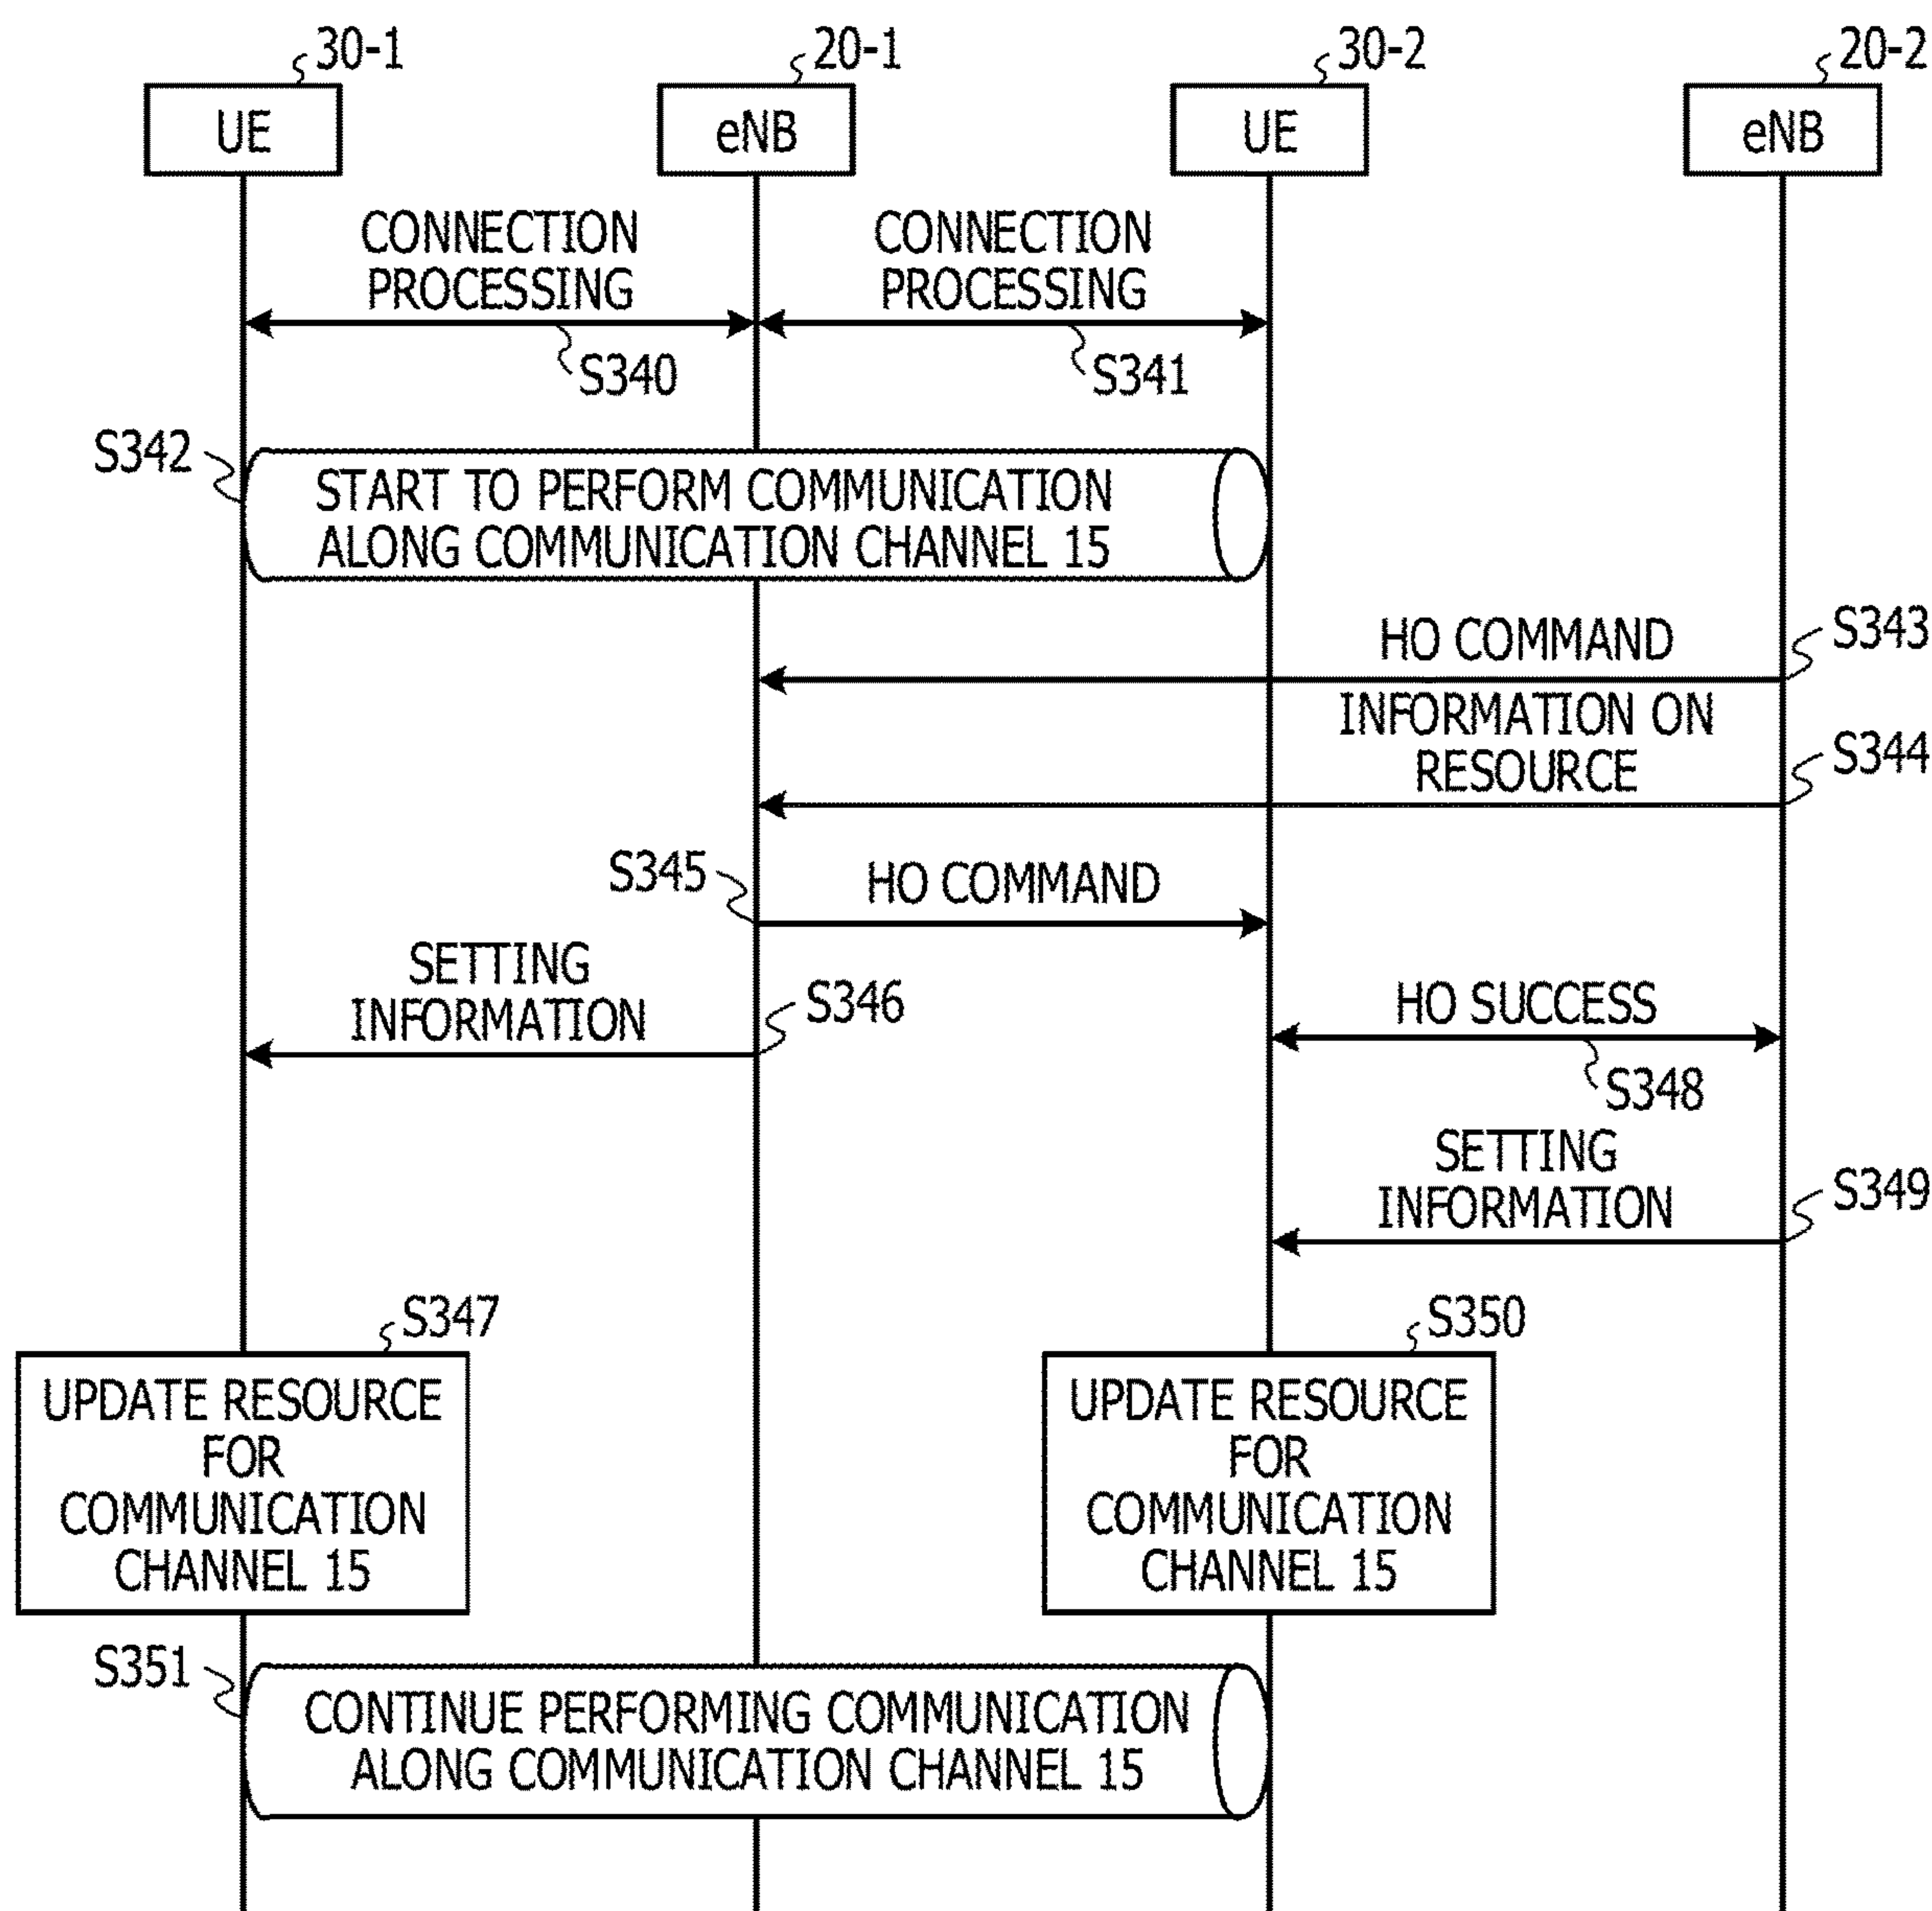 30-1
20-1
30-2
20-2
UE
eNB
UE
eNB
CONNECTION
PROCESSING
CONNECTION
PROCESSING
S340
S341
S342
START TO PERFORM COMMUNICATION
ALONG COMMUNICATION CHANNEL 15
HO COMMAND
S343
INFORMATION ON
RESOURCE
S344
S345
HO COMMAND
SETTING
INFORMATION
S346
HO SUCCESS
S348
SETTING
INFORMATION
S349
S347
S350
UPDATE RESOURCE
FOR
COMMUNICATION
CHANNEL 15
UPDATE RESOURCE
FOR
COMMUNICATION
CHANNEL 15
S351
CONTINUE PERFORMING COMMUNICATION
ALONG COMMUNICATION CHANNEL 15